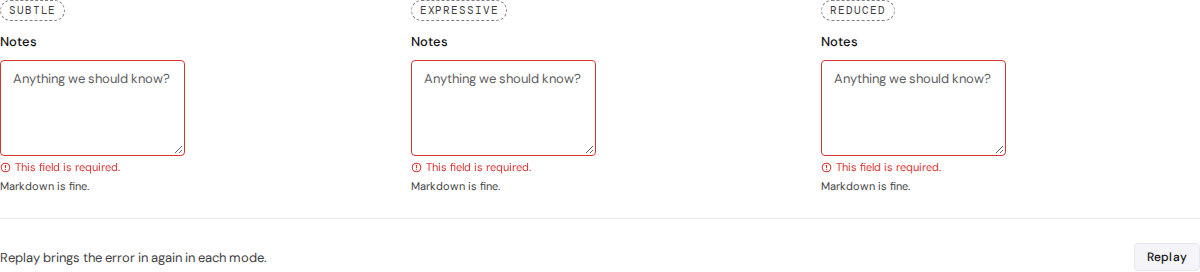 SUBTLE
Notes
Anything we should know?
This field is required.
Markdown is fine.
EXPRESSIVE
Notes
Anything we should know?
This field is required.
Markdown is fine.
REDUCED
Notes
Anything we should know?
This field is required.
Markdown is fine.
Replay brings the error in again in each mode.
Replay